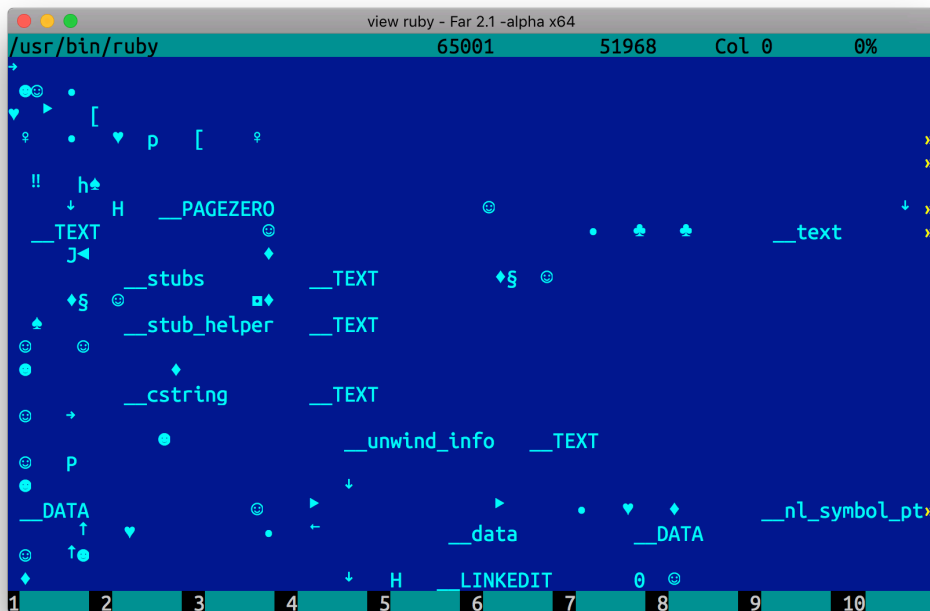 view ruby - Far 2.1 -alpha x64
/usr/bin/ruby 65001 51968 Col 0 0%
→
☻☺ •
♥ ► [
♀ • ♥ p [ ♀ »
»
‼ h♠
↓ H __PAGEZERO ☺ ↓ »
__TEXT ☺ • ♣ ♣ __text »
J◄ ♦
__stubs __TEXT ♦§ ☺
♦§ ☺ ◘♦
♠ __stub_helper __TEXT
☺ ☺
☻ ♦
__cstring __TEXT
☺ →
☻ __unwind_info __TEXT
☺ P
☻ ↓
__DATA ☺ ► ► • ♥ ♦ __nl_symbol_pt»
↑ ♥ • ← __data __DATA
☺ ↑☻
♦ ↓ H __LINKEDIT 0 ☺
1 2 3 4 5 6 7 8 9 10